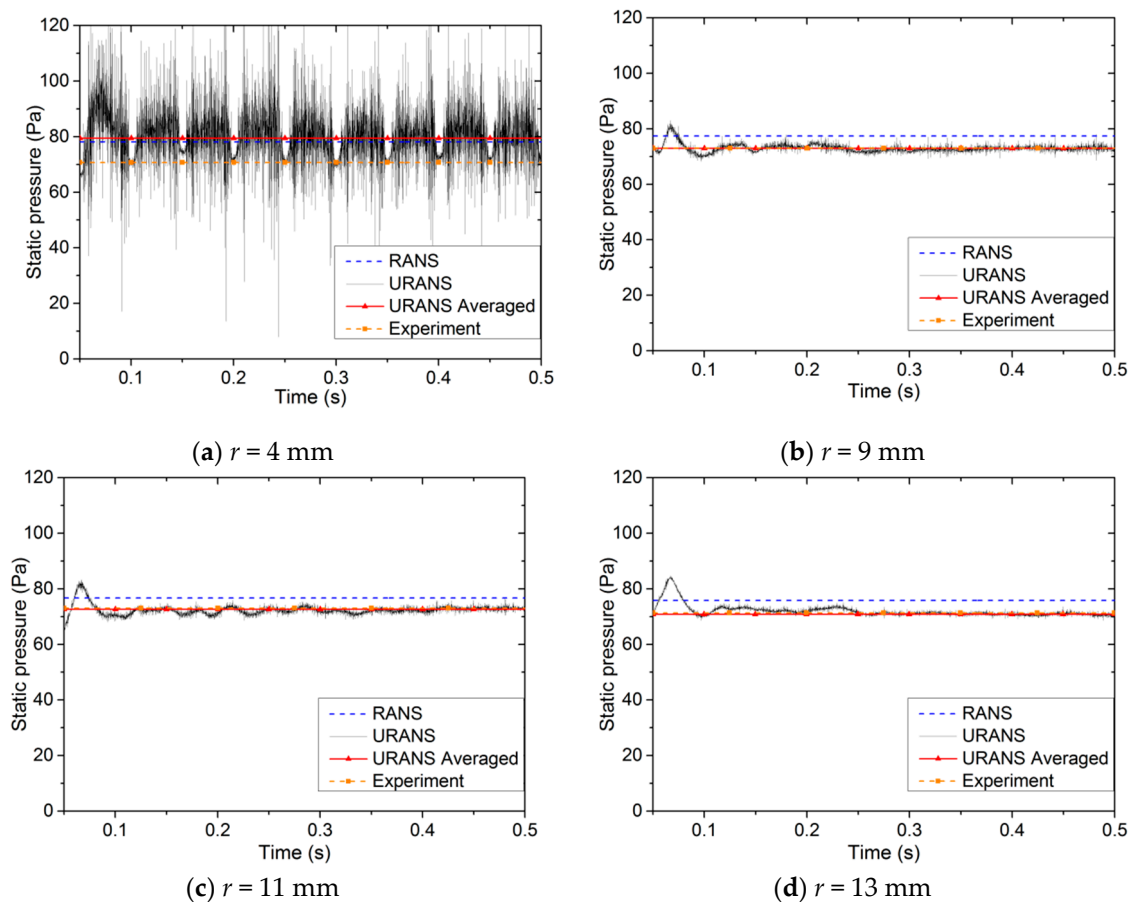 120
100
80
60
40
20
0
Static pressure (Pa)
RANS
URANS
URANS Averaged
Experiment
0.1 0.2 0.3 0.4 0.5
Time (s)
(a) r = 4 mm
120
100
80
60
40
20
0
Static pressure (Pa)
RANS
URANS
URANS Averaged
Experiment
0.1 0.2 0.3 0.4 0.5
Time (s)
(b) r = 9 mm
120
100
80
60
40
20
0
Static pressure (Pa)
RANS
URANS
URANS Averaged
Experiment
0.1 0.2 0.3 0.4 0.5
Time (s)
(c) r = 11 mm
120
100
80
60
40
20
0
Static pressure (Pa)
RANS
URANS
URANS Averaged
Experiment
0.1 0.2 0.3 0.4 0.5
Time (s)
(d) r = 13 mm